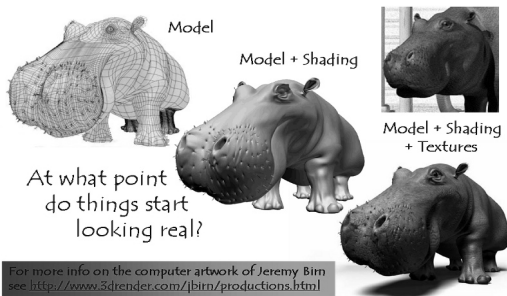 Model
Model + Shading
Model + Shading
+ Textures
At what point
do things start
looking real?
For more info on the computer artwork of Jeremy Birn
see http://www.3drender.com/jbirn/productions.html